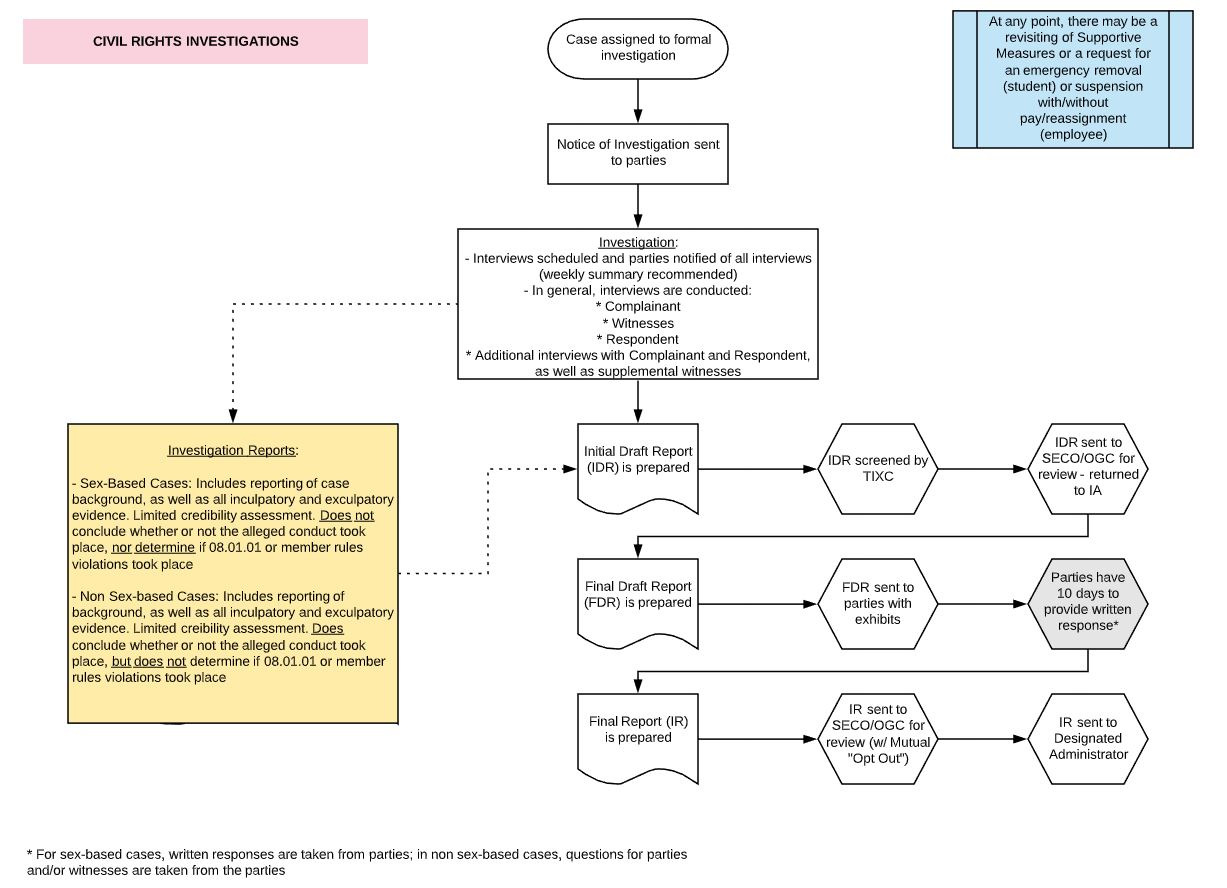 CIVIL RIGHTS INVESTIGATIONS
Case assigned to formal
investigation
At any point, there may be a
revisiting of Supportive
Measures or a request for
an emergency removal
(student) or suspension
with/without
pay/reassignment
(employee)
Notice of Investigation sent
to parties
Investigation:
- Interviews scheduled and parties notified of all interviews
(weekly summary recommended)
- In general, interviews are conducted:
* Complainant
* Witnesses
* Respondent
* Additional interviews with Complainant and Respondent,
as well as supplemental witnesses
Investigation Reports:
- Sex-Based Cases: Includes reporting of case
background, as well as all inculpatory and exculpatory
evidence. Limited credibility assessment. Does not
conclude whether or not the alleged conduct took
place, nor determine if 08.01.01 or member rules
violations took place
- Non Sex-based Cases: Includes reporting of
background, as well as all inculpatory and exculpatory
evidence. Limited creibility assessment. Does
conclude whether or not the alleged conduct took
place, but does not determine if 08.01.01 or member
rules violations took place
Initial Draft Report
(IDR) is prepared
IDR screened by
TIXC
IDR sent to
SECO/OGC for
review - returned
to IA
Final Draft Report
(FDR) is prepared
FDR sent to
parties with
exhibits
Parties have
10 days to
provide written
response*
Final Report (IR)
is prepared
IR sent to
SECO/OGC for
review (w/ Mutual
"Opt Out")
IR sent to
Designated
Administrator
* For sex-based cases, written responses are taken from parties; in non sex-based cases, questions for parties
and/or witnesses are taken from the parties